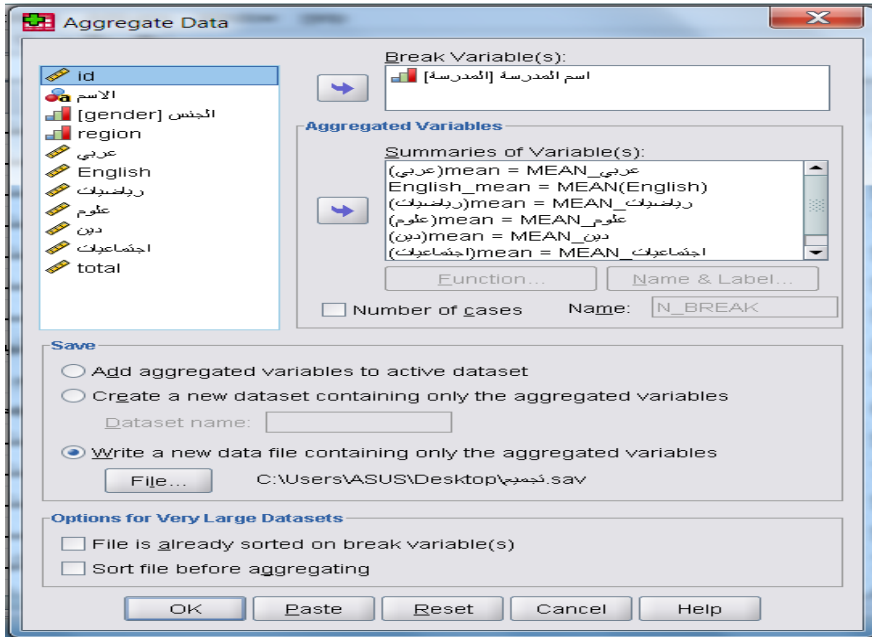 Aggregate Data
id
الاسم
الجنس [gender]
region
عربي
English
رياضيات
علوم
دين
اجتماعيات
total
Break Variable(s):
اسم المدرسة [المدرسة]
Aggregated Variables
Summaries of Variable(s):
عربي_mean = MEAN(عربي)
English_mean = MEAN(English)
رياضيات_mean = MEAN(رياضيات)
علوم_mean = MEAN(علوم)
دين_mean = MEAN(دين)
اجتماعيات_mean = MEAN(اجتماعيات)
Function...
Name & Label...
Number of cases
Name:
N_BREAK
Save
Add aggregated variables to active dataset
Create a new dataset containing only the aggregated variables
Dataset name:
Write a new data file containing only the aggregated variables
File...
C:\Users\ASUS\Desktop\تجميع.sav
Options for Very Large Datasets
File is already sorted on break variable(s)
Sort file before aggregating
OK
Paste
Reset
Cancel
Help